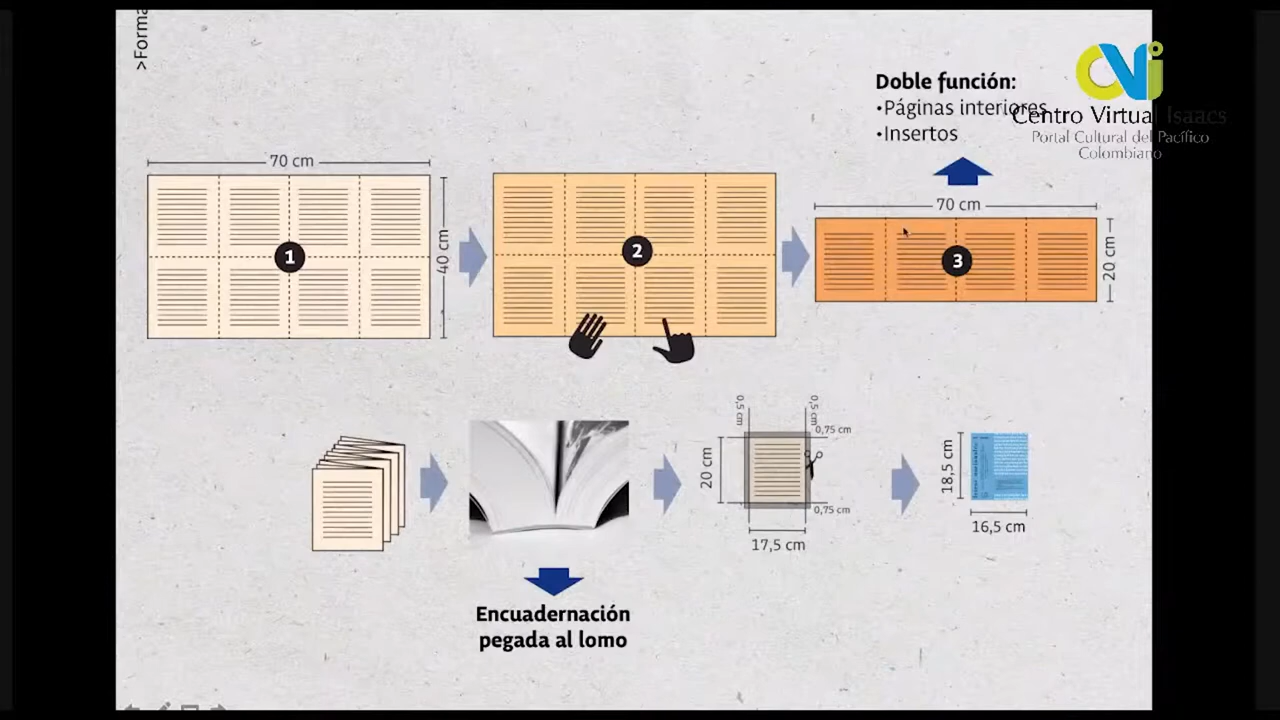 >Forma
Doble función:
•Páginas interiores
•Insertos
CVi
Centro Virtual Isaacs
Portal Cultural del Pacífico
Colombiano
70 cm
40 cm
1
2
70 cm
20 cm
3
Encuadernación
pegada al lomo
0,5 cm
0,5 cm
0,75 cm
20 cm
0,75 cm
17,5 cm
18,5 cm
16,5 cm